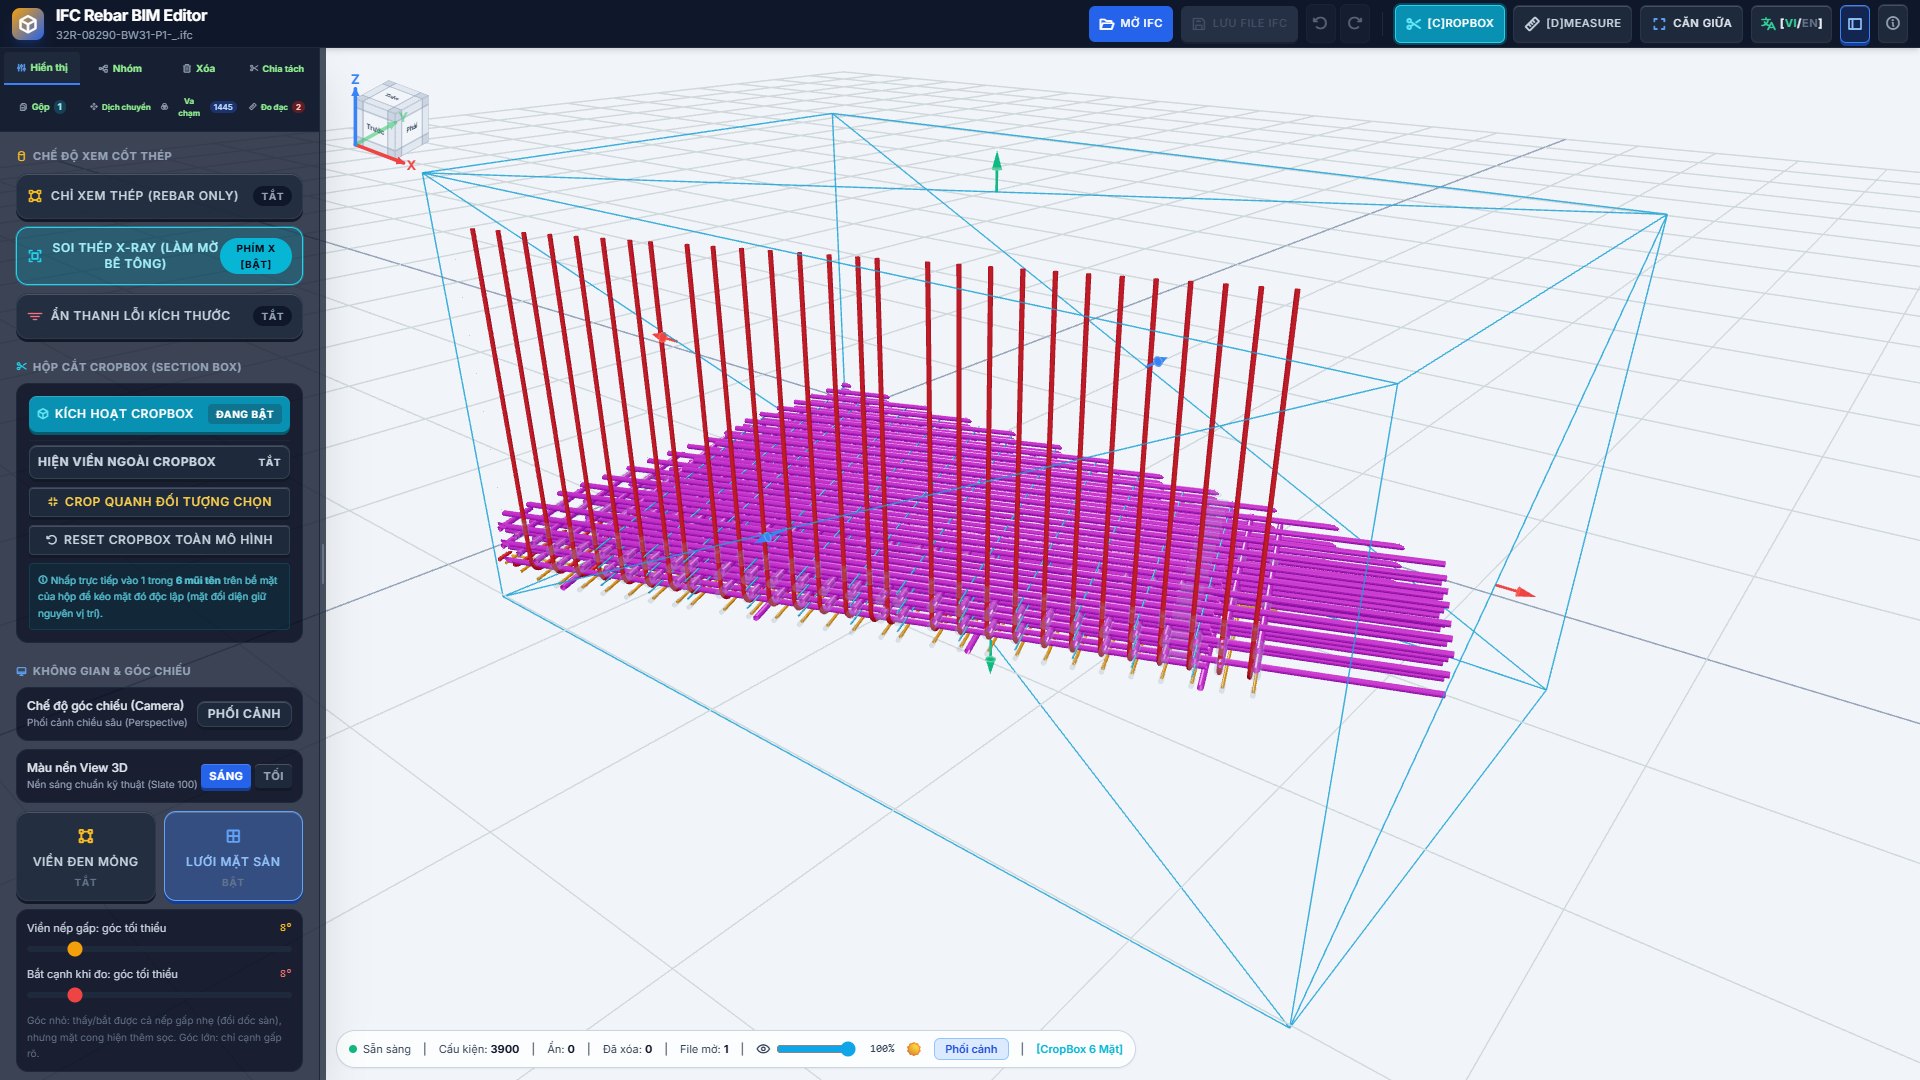 IFC Rebar BIM Editor
32R-08290-BW31-P1-_.ifc
MỞ IFC
LƯU FILE IFC
[C]ROPBOX
[D]MEASURE
CĂN GIỮA
[VI/EN]
Hiển thị
Nhóm
Xóa
Chia tách
Gộp 1
Dịch chuyển
Va chạm 1445
Đo đạc 2
CHẾ ĐỘ XEM CỐT THÉP
CHỈ XEM THÉP (REBAR ONLY) TẮT
SOI THÉP X-RAY (LÀM MỜ
BÊ TÔNG)
PHÍM X
[BẬT]
ẨN THANH LỖI KÍCH THƯỚC TẮT
HỘP CẮT CROPBOX (SECTION BOX)
KÍCH HOẠT CROPBOX ĐANG BẬT
HIỆN VIỀN NGOÀI CROPBOX TẮT
CROP QUANH ĐỐI TƯỢNG CHỌN
RESET CROPBOX TOÀN MÔ HÌNH
Nhấp trực tiếp vào 1 trong 6 mũi tên trên bề mặt
của hộp để kéo mặt đó độc lập (mặt đối diện giữ
nguyên vị trí).
KHÔNG GIAN & GÓC CHIẾU
Chế độ góc chiếu (Camera)
Phối cảnh chiều sâu (Perspective)
PHỐI CẢNH
Màu nền View 3D
Nền sáng chuẩn kỹ thuật (Slate 100)
SÁNG
TỐI
VIỀN ĐEN MỎNG
TẮT
LƯỚI MẶT SÀN
BẬT
Viền nếp gấp: góc tối thiểu 8°
Bắt cạnh khi đo: góc tối thiểu 8°
Góc nhỏ: thấy/bắt được cả nếp gấp nhẹ (đổi dốc sàn),
nhưng mặt cong hiện thêm sọc. Góc lớn: chỉ cạnh gấp
rõ.
Z
Trước
Phải
Y
X
Sẵn sàng | Cấu kiện: 3900 | Ẩn: 0 | Đã xóa: 0 | File mở: 1 | 100% Phối cảnh | [CropBox 6 Mặt]